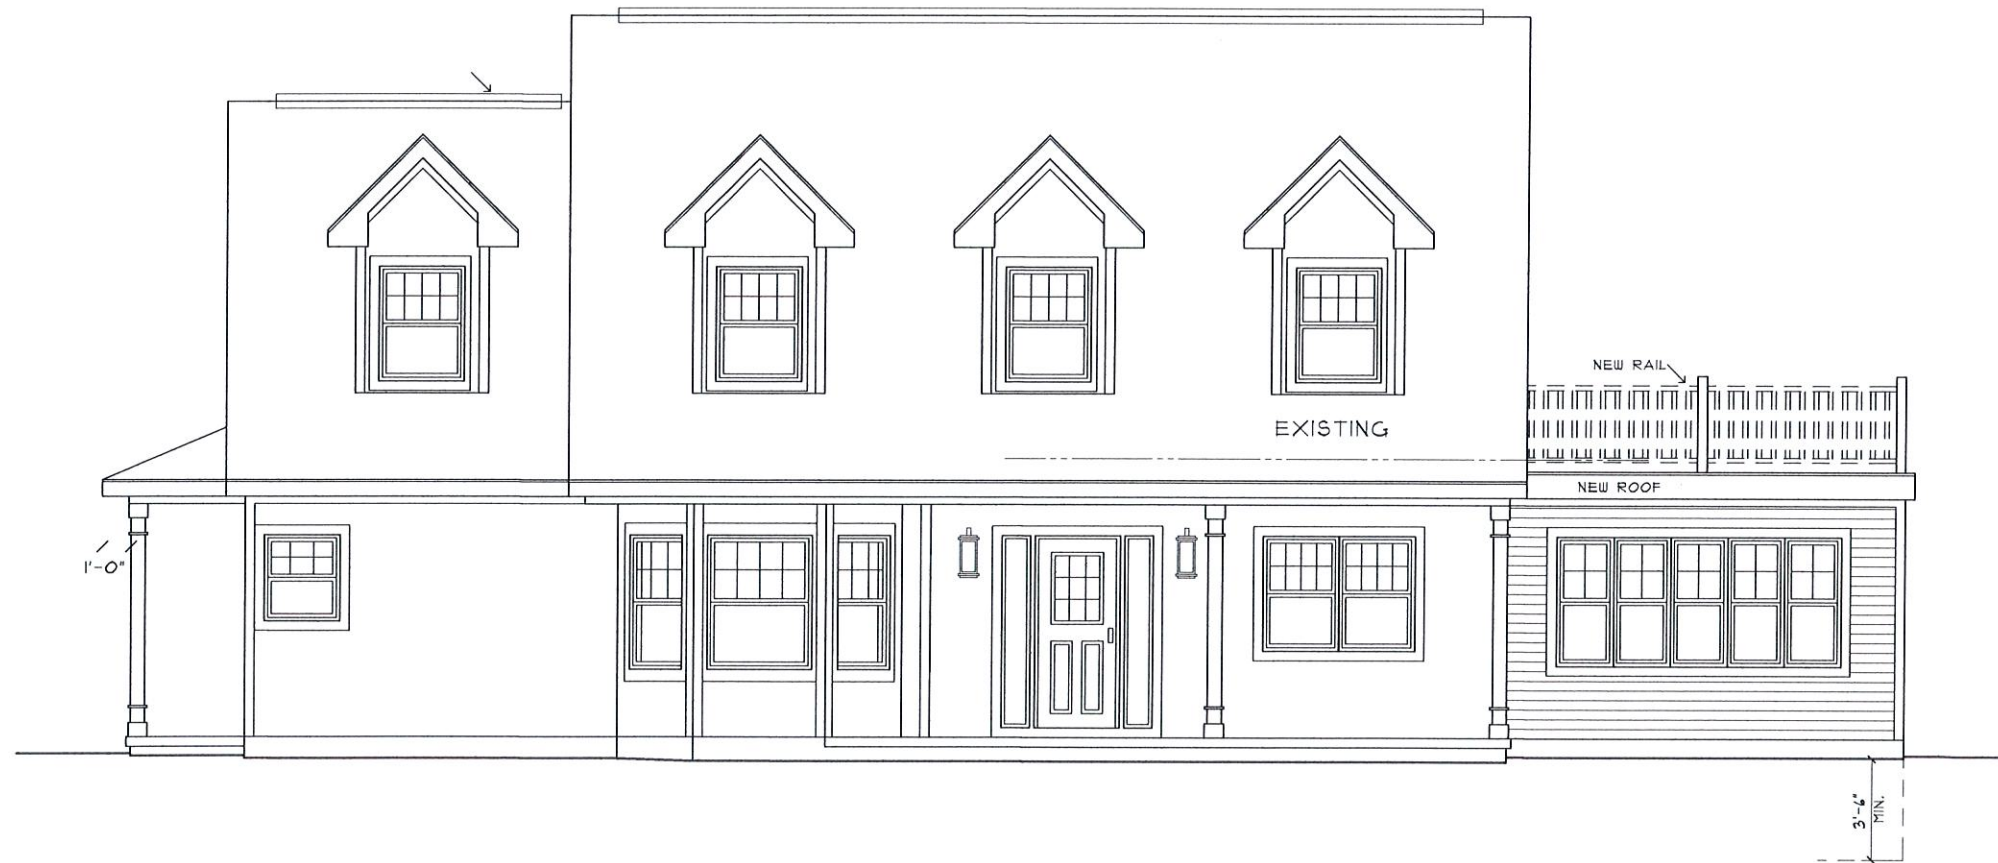 NEW RAIL
EXISTING
NEW ROOF
1'-0"
3'-6"
MIN.